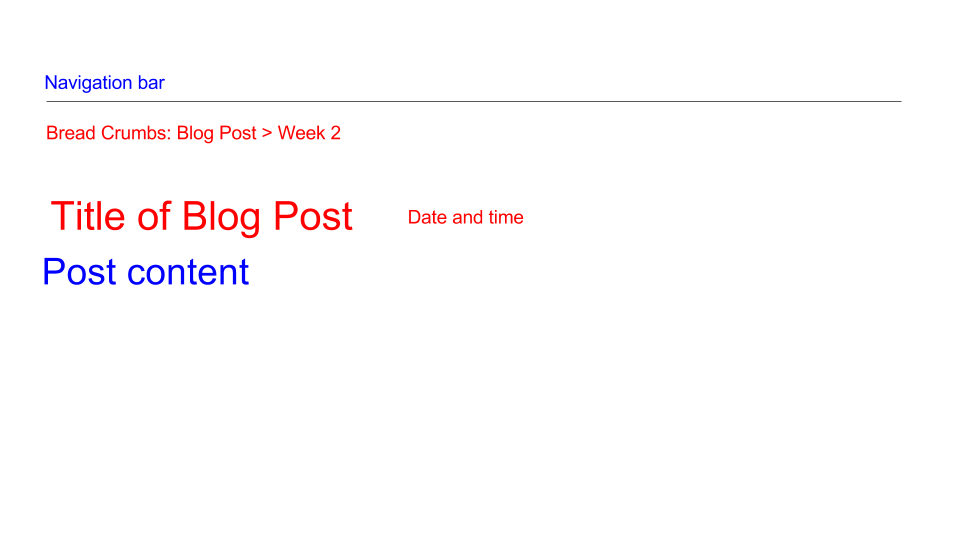 Navigation bar
Bread Crumbs: Blog Post > Week 2
Title of Blog Post
Date and time
Post content